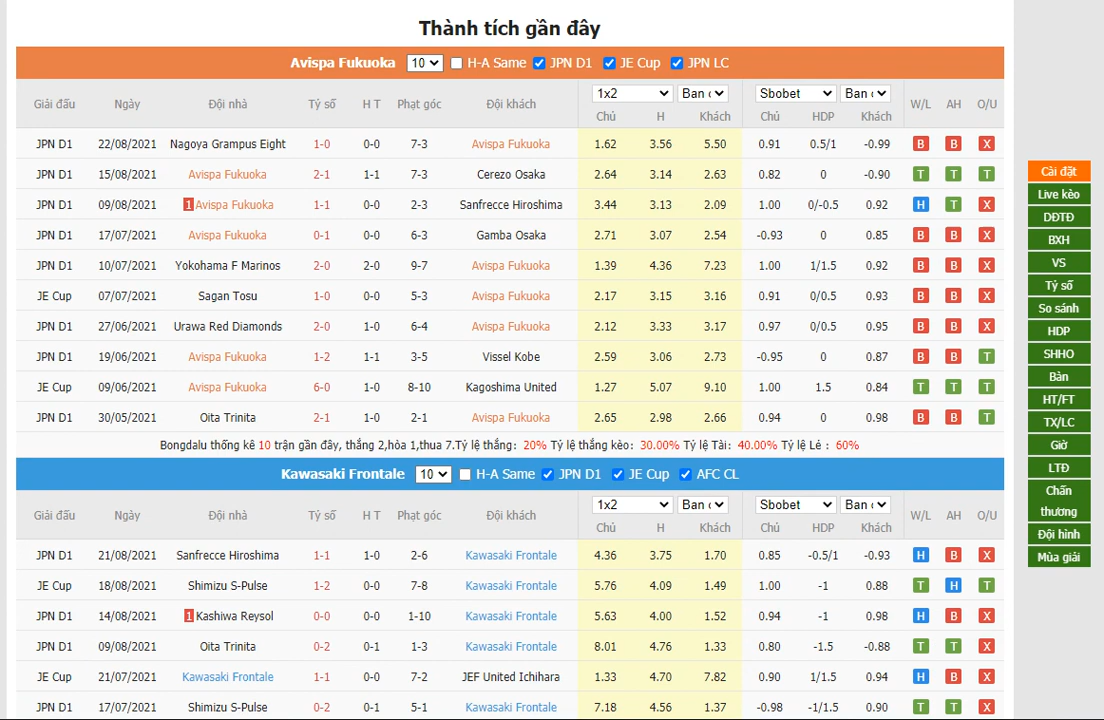 Thành tích gần đây
Avispa Fukuoka 10 H-A Same JPN D1 JE Cup JPN LC
Giải đấu Ngày Đội nhà Tỷ số H T Phạt góc Đội khách 1x2 Ban c Sbobet Ban c W/L AH O/U
Chủ H Khách Chủ HDP Khách
JPN D1 22/08/2021 Nagoya Grampus Eight 1-0 0-0 7-3 Avispa Fukuoka 1.62 3.56 5.50 0.91 0.5/1 -0.99 B B X
JPN D1 15/08/2021 Avispa Fukuoka 2-1 1-1 7-3 Cerezo Osaka 2.64 3.14 2.63 0.82 0 -0.90 T T T
JPN D1 09/08/2021 1 Avispa Fukuoka 1-1 0-0 2-3 Sanfrecce Hiroshima 3.44 3.13 2.09 1.00 0/-0.5 0.92 H T X
JPN D1 17/07/2021 Avispa Fukuoka 0-1 0-0 6-3 Gamba Osaka 2.71 3.07 2.54 -0.93 0 0.85 B B X
JPN D1 10/07/2021 Yokohama F Marinos 2-0 2-0 9-7 Avispa Fukuoka 1.39 4.36 7.23 1.00 1/1.5 0.92 B B X
JE Cup 07/07/2021 Sagan Tosu 1-0 0-0 5-3 Avispa Fukuoka 2.17 3.15 3.16 0.91 0/0.5 0.93 B B X
JPN D1 27/06/2021 Urawa Red Diamonds 2-0 1-0 6-4 Avispa Fukuoka 2.12 3.33 3.17 0.97 0/0.5 0.95 B B X
JPN D1 19/06/2021 Avispa Fukuoka 1-2 1-1 3-5 Vissel Kobe 2.59 3.06 2.73 -0.95 0 0.87 B B T
JE Cup 09/06/2021 Avispa Fukuoka 6-0 1-0 8-10 Kagoshima United 1.27 5.07 9.10 1.00 1.5 0.84 T T T
JPN D1 30/05/2021 Oita Trinita 2-1 1-0 2-1 Avispa Fukuoka 2.65 2.98 2.66 0.94 0 0.98 B B T
Bongdalu thống kê 10 trận gần đây, thắng 2,hòa 1,thua 7.Tỷ lệ thắng: 20% Tỷ lệ thắng kèo: 30.00% Tỷ lệ Tài: 40.00% Tỷ lệ Lẻ : 60%
Kawasaki Frontale 10 H-A Same JPN D1 JE Cup AFC CL
Giải đấu Ngày Đội nhà Tỷ số H T Phạt góc Đội khách 1x2 Ban c Sbobet Ban c W/L AH O/U
Chủ H Khách Chủ HDP Khách
JPN D1 21/08/2021 Sanfrecce Hiroshima 1-1 1-0 2-6 Kawasaki Frontale 4.36 3.75 1.70 0.85 -0.5/1 -0.93 H B X
JE Cup 18/08/2021 Shimizu S-Pulse 1-2 0-0 7-8 Kawasaki Frontale 5.76 4.09 1.49 1.00 -1 0.88 T H T
JPN D1 14/08/2021 1 Kashiwa Reysol 0-0 0-0 1-10 Kawasaki Frontale 5.63 4.00 1.52 0.94 -1 0.98 H B X
JPN D1 09/08/2021 Oita Trinita 0-2 0-1 1-3 Kawasaki Frontale 8.01 4.76 1.33 0.80 -1.5 -0.88 T T X
JE Cup 21/07/2021 Kawasaki Frontale 1-1 0-0 7-2 JEF United Ichihara 1.33 4.70 7.82 0.90 1/1.5 0.94 H B X
JPN D1 17/07/2021 Shimizu S-Pulse 0-2 0-1 5-1 Kawasaki Frontale 7.18 4.56 1.37 -0.98 -1/1.5 0.90 T T X
Cài đặt
Live kèo
DĐTĐ
BXH
VS
Tỷ số
So sánh
HDP
SHHO
Bàn
HT/FT
TX/LC
Giờ
LTĐ
Chấn
thương
Đội hình
Mùa giải